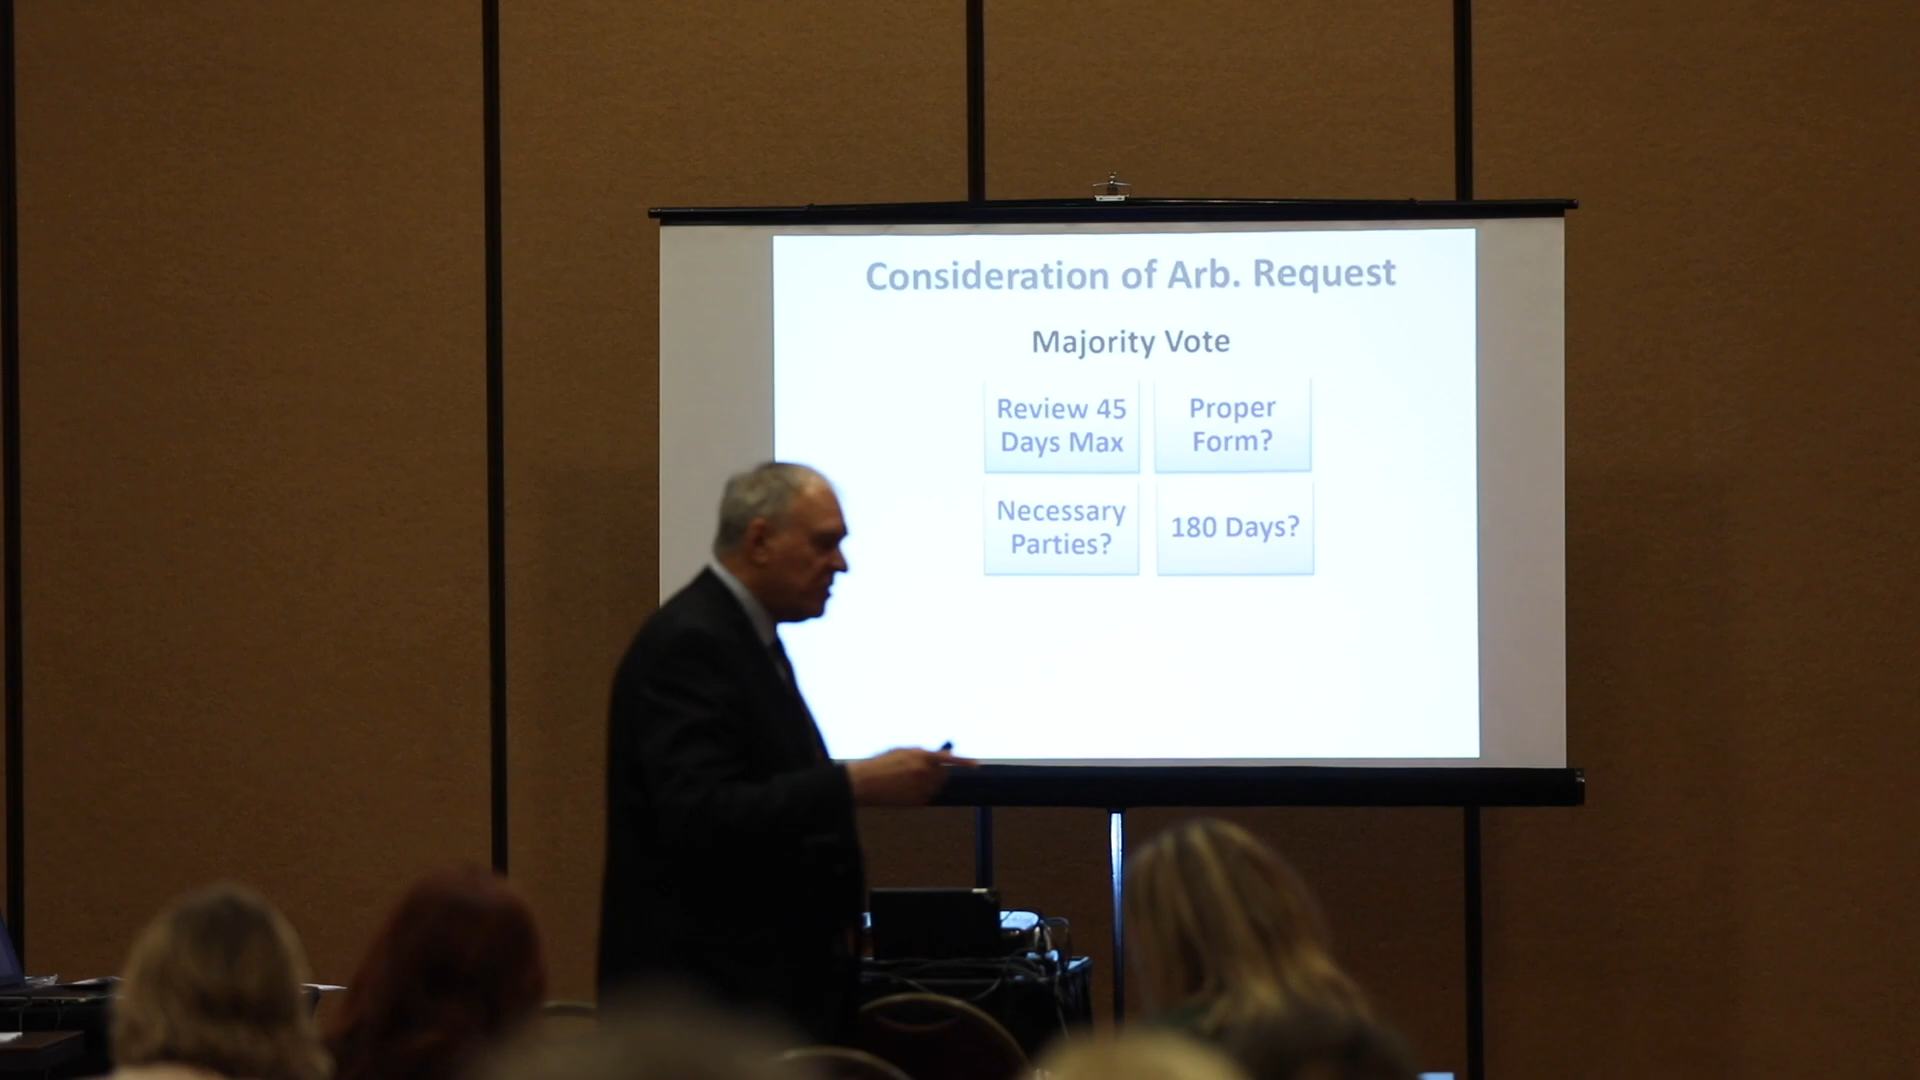 Consideration of Arb. Request
Majority Vote
Review 45
Days Max
Proper
Form?
Necessary
Parties?
180 Days?